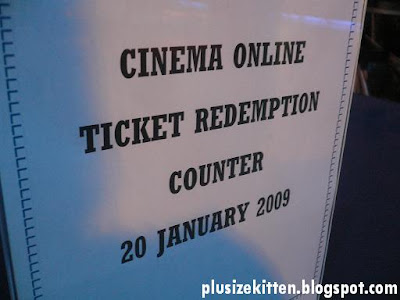 CINEMA ONLINE
TICKET REDEMPTION
COUNTER
20 JANUARY 2009
plusizekitten.blogspot.com